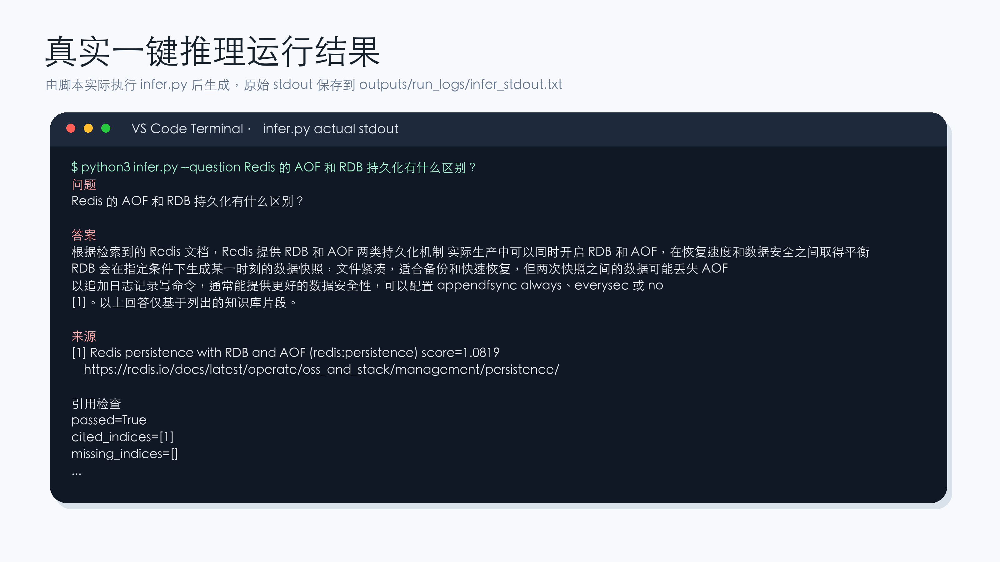 真实一键推理运行结果
由脚本实际执行 infer.py 后生成，原始 stdout 保存到 outputs/run_logs/infer_stdout.txt
VS Code Terminal · infer.py actual stdout
$ python3 infer.py --question Redis 的 AOF 和 RDB 持久化有什么区别？
问题
Redis 的 AOF 和 RDB 持久化有什么区别？
答案
根据检索到的 Redis 文档，Redis 提供 RDB 和 AOF 两类持久化机制 实际生产中可以同时开启 RDB 和 AOF，在恢复速度和数据安全之间取得平衡
RDB 会在指定条件下生成某一时刻的数据快照，文件紧凑，适合备份和快速恢复，但两次快照之间的数据可能丢失 AOF
以追加日志记录写命令，通常能提供更好的数据安全性，可以配置 appendfsync always、everysec 或 no
[1]。以上回答仅基于列出的知识库片段。
来源
[1] Redis persistence with RDB and AOF (redis:persistence) score=1.0819
https://redis.io/docs/latest/operate/oss_and_stack/management/persistence/
引用检查
passed=True
cited_indices=[1]
missing_indices=[]
...